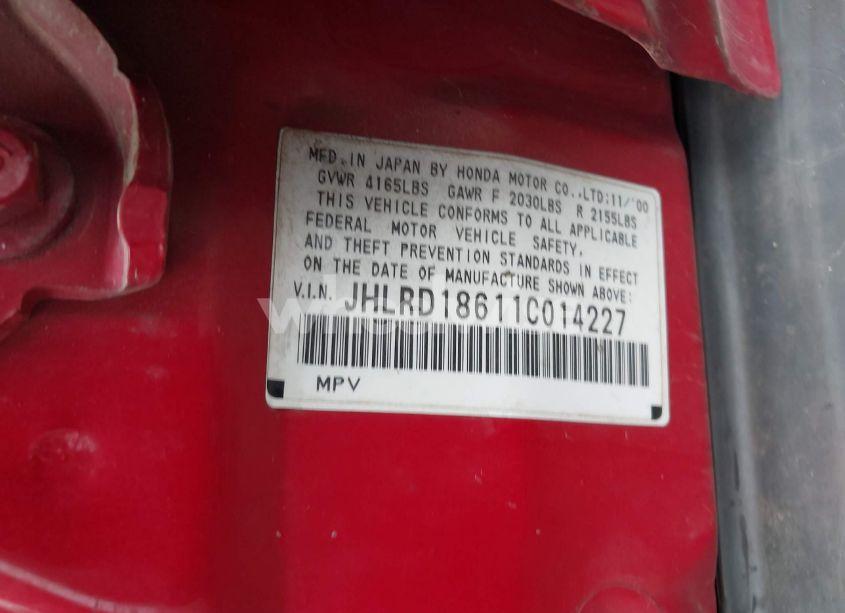 MFD. IN JAPAN BY HONDA MOTOR CO.,LTD:11/'00
GVWR 4165LBS GAWR F 2030LBS R 2155LBS
THIS VEHICLE CONFORMS TO ALL APPLICABLE
FEDERAL MOTOR VEHICLE SAFETY,
AND THEFT PREVENTION STANDARDS IN EFFECT
ON THE DATE OF MANUFACTURE SHOWN ABOVE:
V.I.N. JHLRD18611C014227
MPV